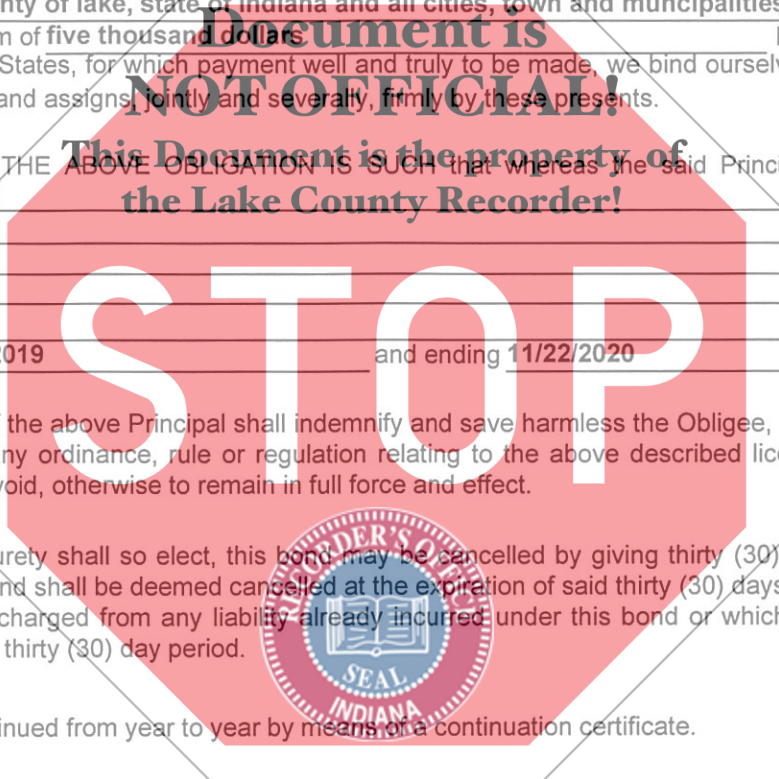 nty of lake, state of Indiana and all cities, town and muncipalities
Document is
m of five thousand dollars
States, for which payment well and truly to be made, we bind ourselv
NOT OFFICIAL!
and assigns, jointly and severally, firmly by these presents.
This Document is the property of
THE ABOVE OBLIGATION IS SUCH that whereas the said Princi
the Lake County Recorder!
STOP
2019 and ending 11/22/2020
f the above Principal shall indemnify and save harmless the Obligee,
ny ordinance, rule or regulation relating to the above described lice
void, otherwise to remain in full force and effect.
urety shall so elect, this bond may be cancelled by giving thirty (30)
nd shall be deemed cancelled at the expiration of said thirty (30) days
charged from any liability already incurred under this bond or which
thirty (30) day period.
RECORDER'S OFFICE
SEAL
INDIANA
inued from year to year by means of a continuation certificate.